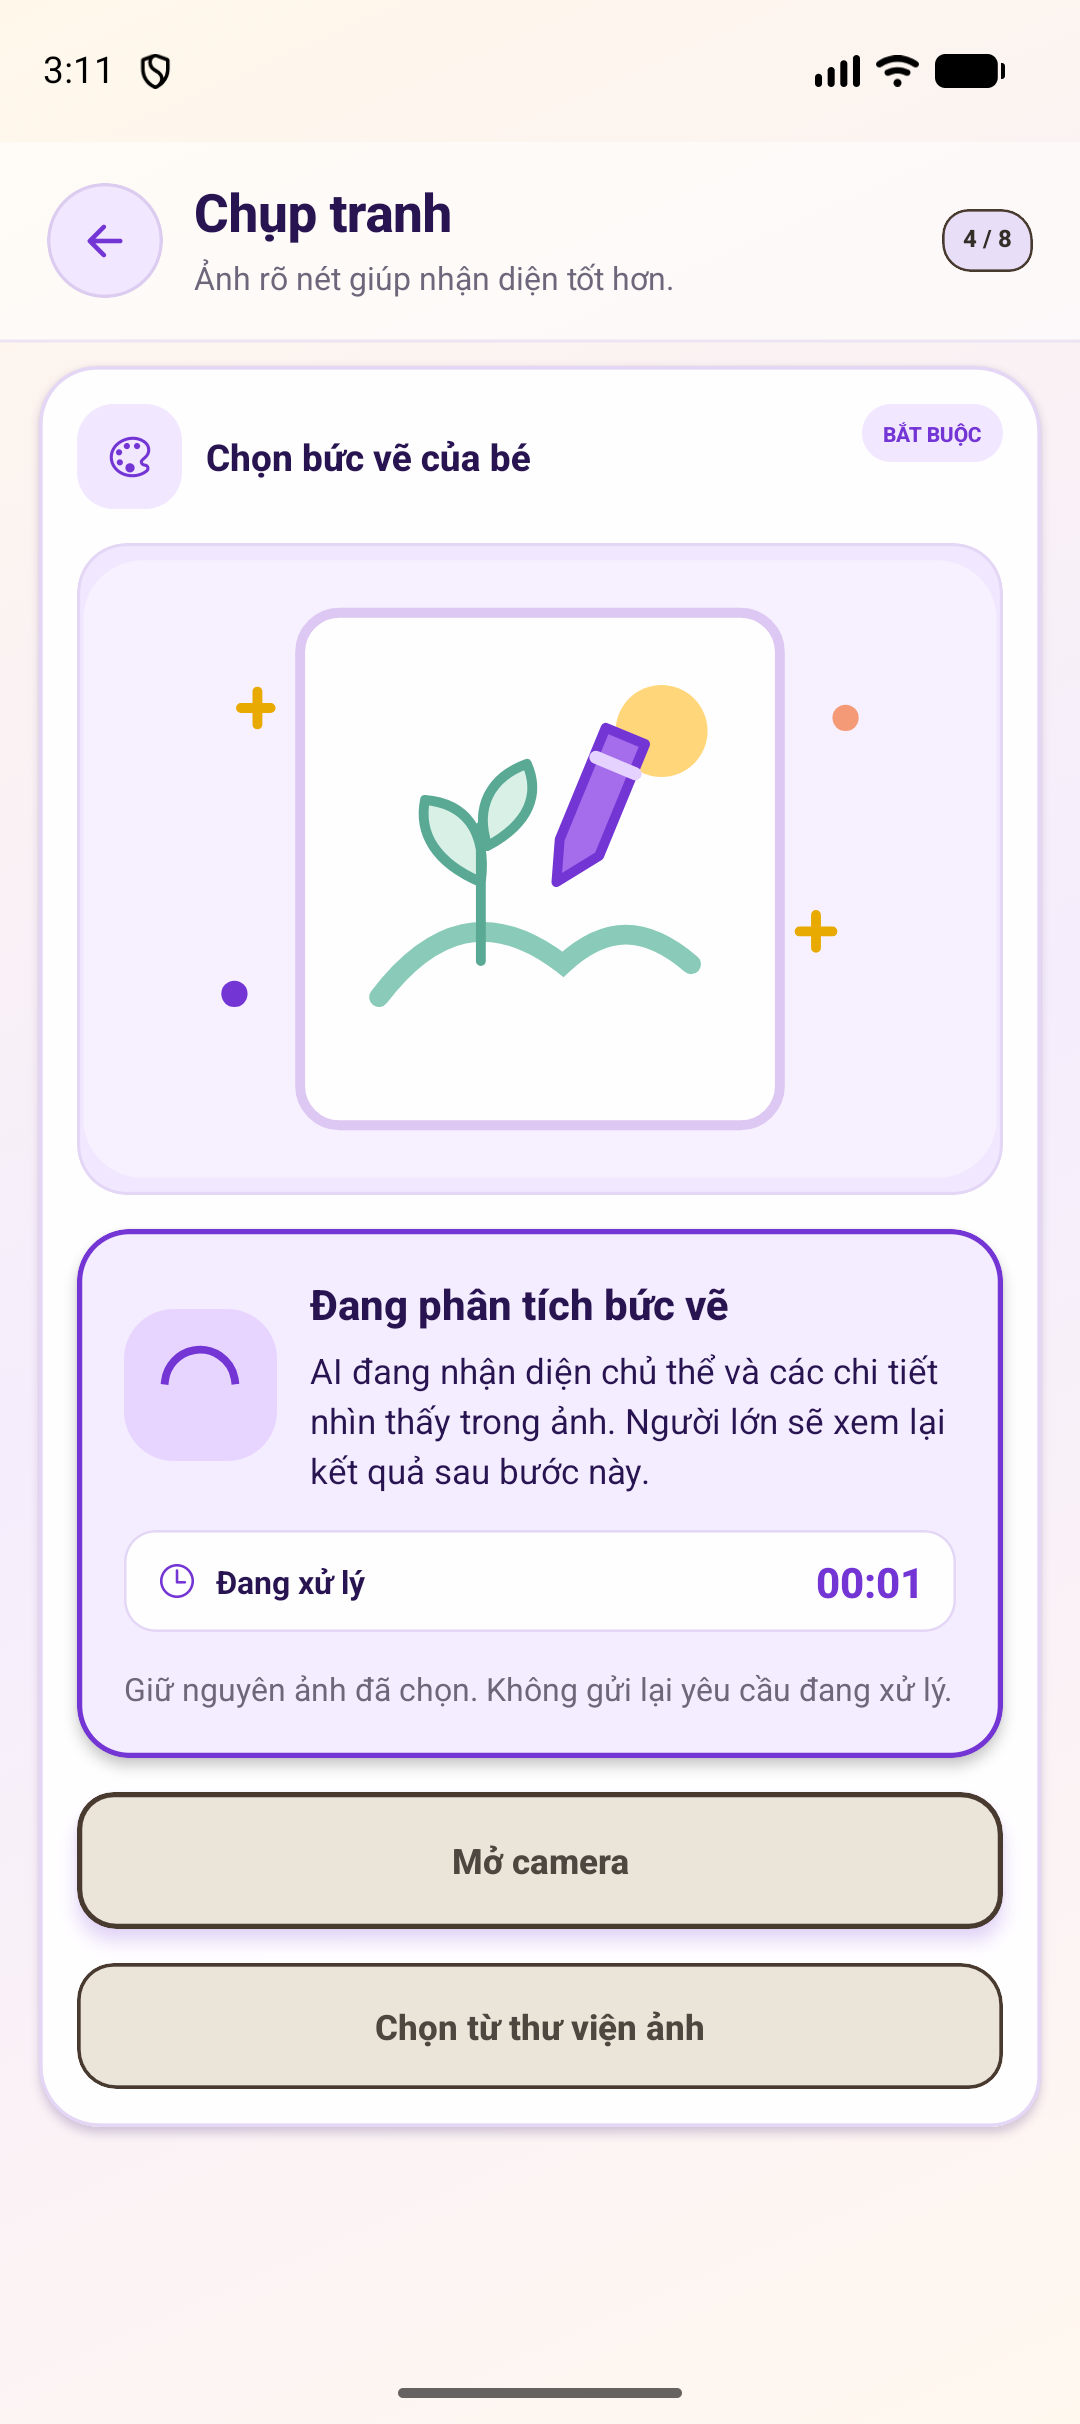 3:11
Chụp tranh
Ảnh rõ nét giúp nhận diện tốt hơn.
4 / 8
Chọn bức vẽ của bé
BẮT BUỘC
Đang phân tích bức vẽ
AI đang nhận diện chủ thể và các chi tiết
nhìn thấy trong ảnh. Người lớn sẽ xem lại
kết quả sau bước này.
Đang xử lý
00:01
Giữ nguyên ảnh đã chọn. Không gửi lại yêu cầu đang xử lý.
Mở camera
Chọn từ thư viện ảnh